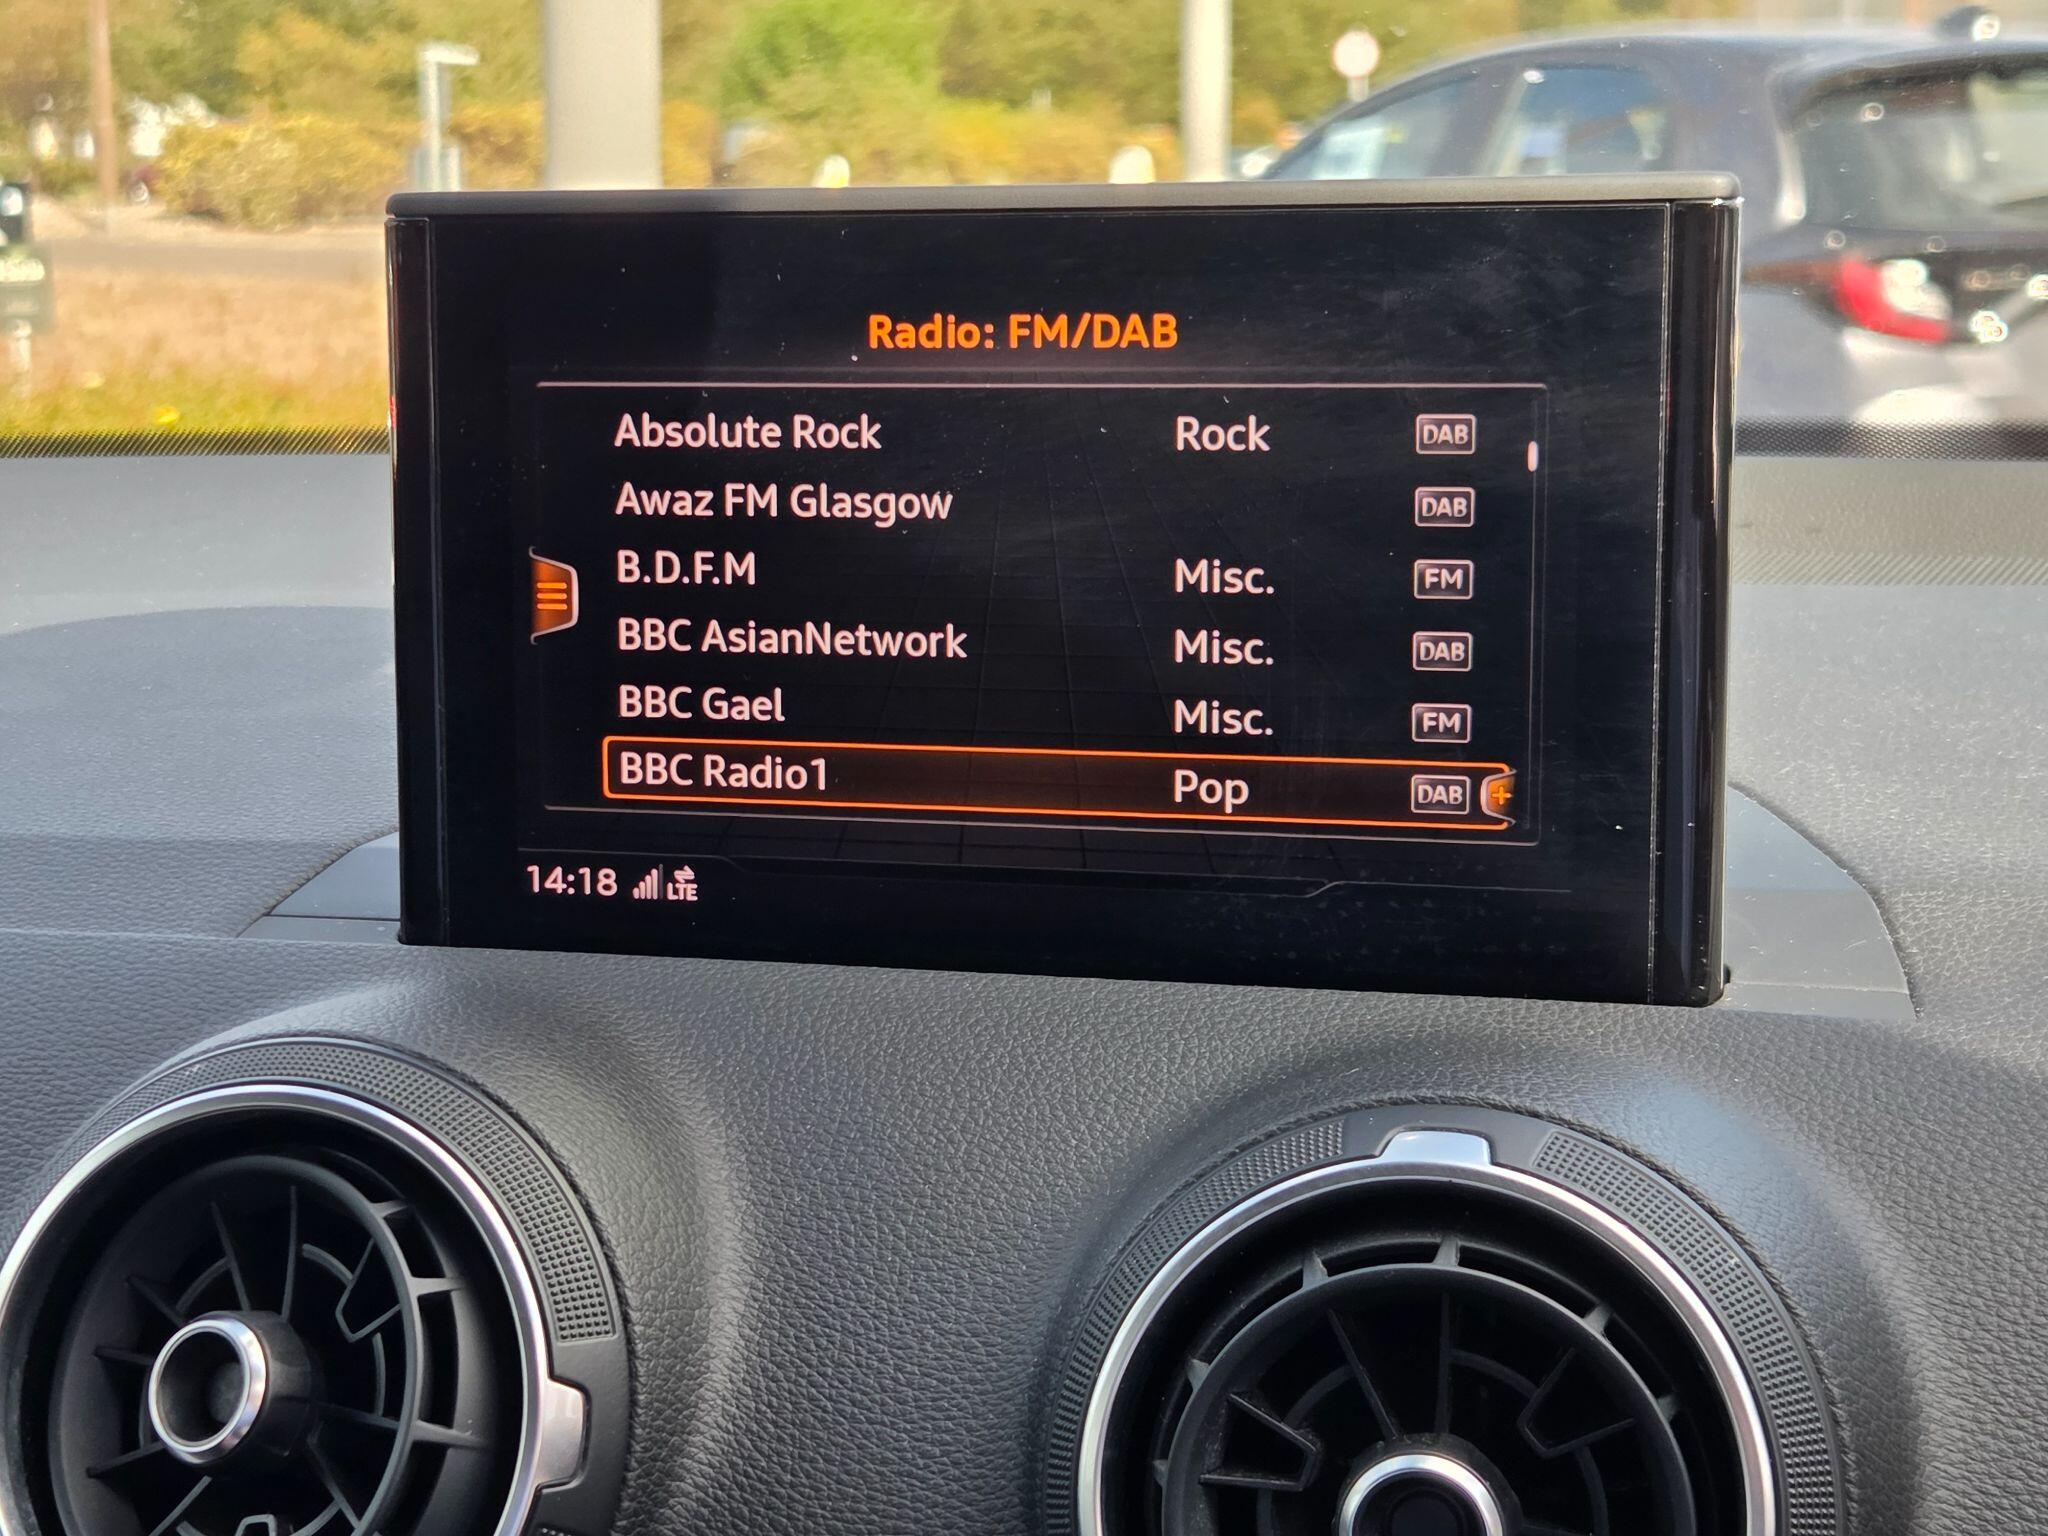 Radio: FM/DAB
Absolute Rock Rock DAB
Awaz FM Glasgow DAB
B.D.F.M Misc. FM
BBC AsianNetwork Misc. DAB
BBC Gael Misc. FM
BBC Radio1 Pop DAB +
14:18 LTE